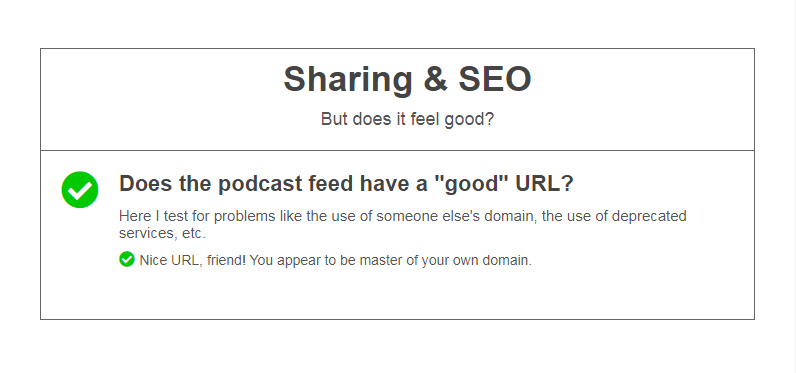 Sharing & SEO
But does it feel good?
Does the podcast feed have a "good" URL?
Here I test for problems like the use of someone else's domain, the use of deprecated
services, etc.
Nice URL, friend! You appear to be master of your own domain.